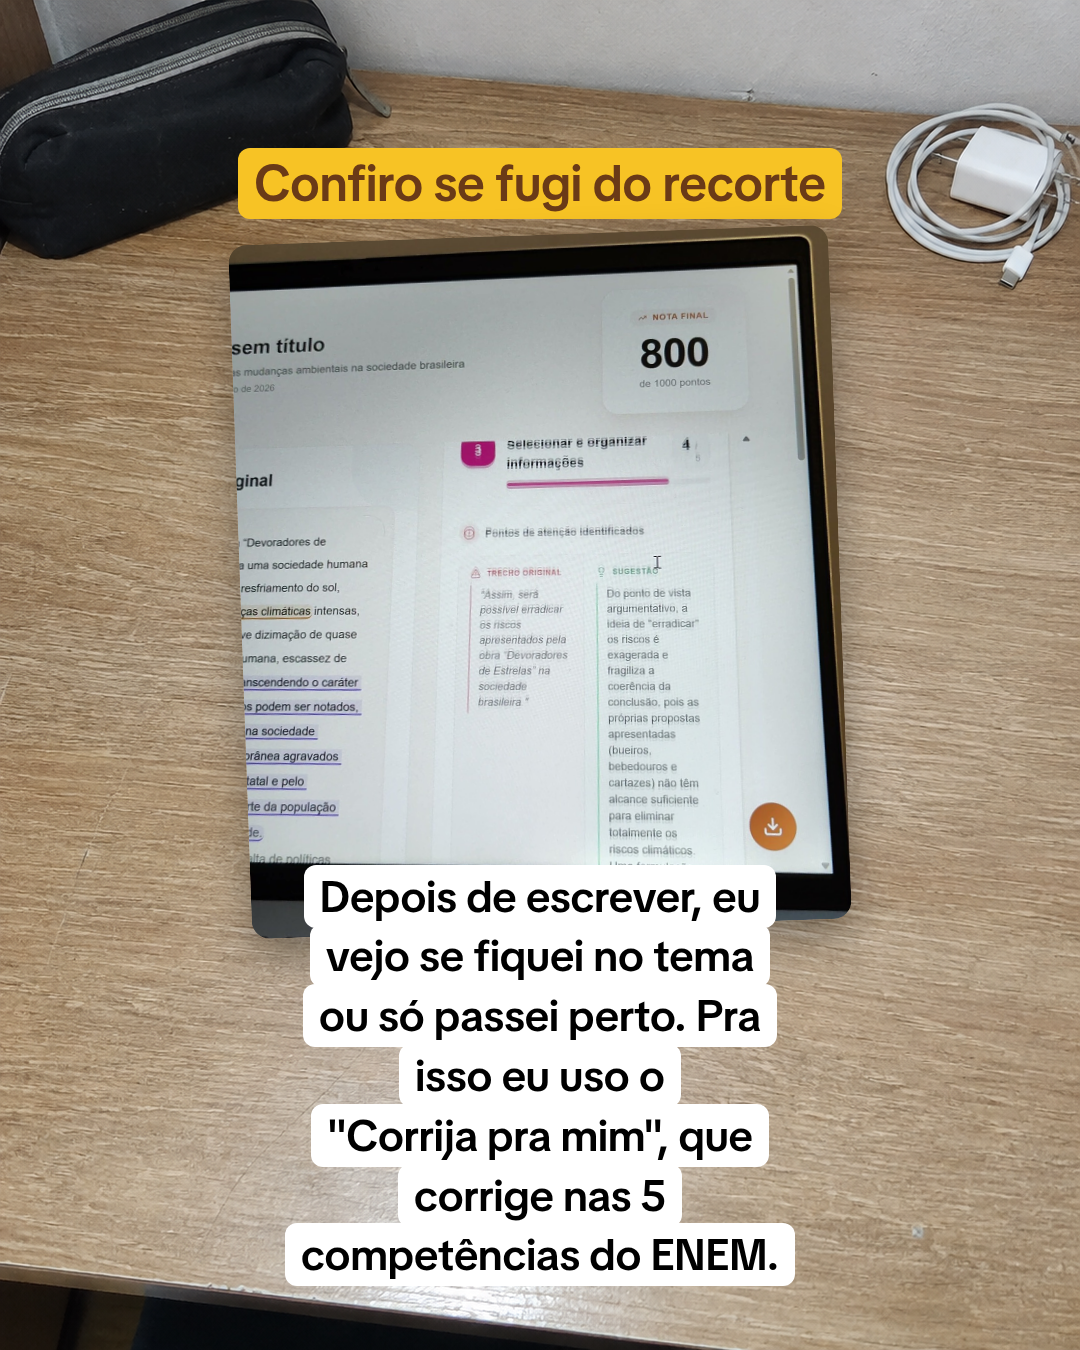 Confiro se fugi do recorte
sem título
mudanças ambientais na sociedade brasileira
de 2026
NOTA FINAL
800
de 1000 pontos
3
Selecionar e organizar
informações
4
Pontos de atenção identificados
TRECHO ORIGINAL
"Assim, será
possível erradicar
os riscos
apresentados pela
obra "Devoradores
de Estrelas" na
sociedade
brasileira."
SUGESTÃO
Do ponto de vista
argumentativo, a
ideia de "erradicar"
os riscos é
exagerada e
fragiliza a
coerência da
conclusão, pois as
próprias propostas
apresentadas
(bueiros,
bebedouros e
cartazes) não têm
alcance suficiente
para eliminar
totalmente os
riscos climáticos.
ginal
"Devoradores de
a uma sociedade humana
resfriamento do sol,
ças climáticas intensas,
ve dizimação de quase
umana, escassez de
anscendendo o caráter
os podem ser notados,
na sociedade
orânea agravados
tatal e pelo
rte da população
de.
alta de políticas
Depois de escrever, eu
vejo se fiquei no tema
ou só passei perto. Pra
isso eu uso o
"Corrija pra mim", que
corrige nas 5
competências do ENEM.